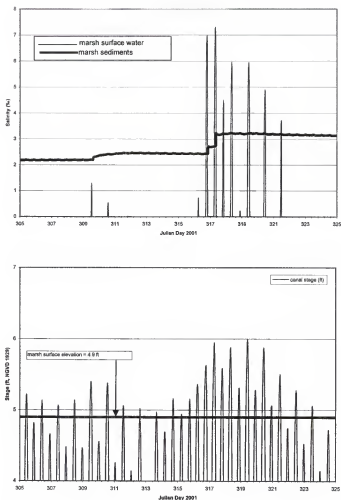 marsh surface water
marsh sediments
Salinity (‰)
8
7
6
5
4
3
2
1
0
305 307 309 311 313 315 317 319 321 323 325
Julian Day 2001
canal stage (ft)
marsh surface elevation = 4.9 ft
Stage (ft, NGVD 1929)
7
6
5
4
305 307 309 311 313 315 317 319 321 323 325
Julian Day 2001